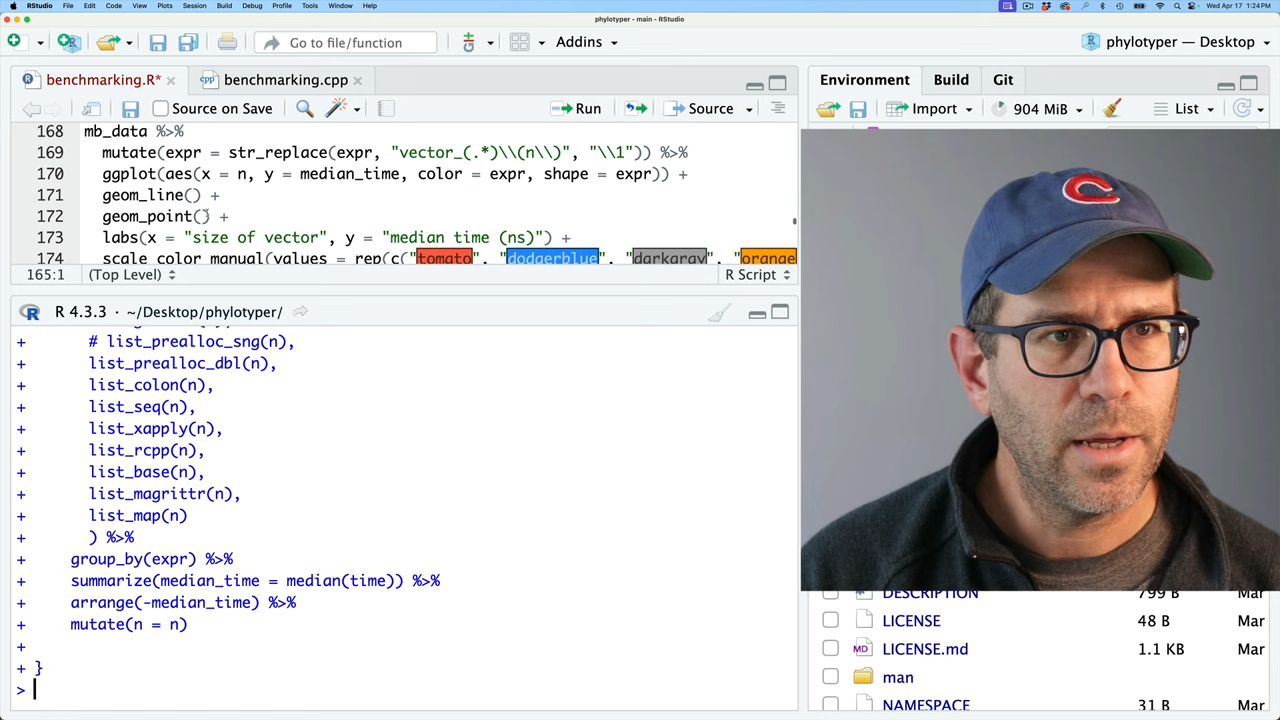 RStudio File Edit Code View Plots Session Build Debug Profile Tools Window Help Wed Apr 17 1:24PM
phylotyper - main - RStudio
Go to file/function Addins phylotyper — Desktop
benchmarking.R* benchmarking.cpp Environment Build Git
Source on Save Run Source Import 904 MiB List
168 mb_data %>%
169 mutate(expr = str_replace(expr, "vector_(.*)\\(n\\)", "\\1")) %>%
170 ggplot(aes(x = n, y = median_time, color = expr, shape = expr)) +
171 geom_line() +
172 geom_point() +
173 labs(x = "size of vector", y = "median time (ns)") +
174 scale_color_manual(values = rep(c("tomato", "dodgerblue", "darkgray", "orange
165:1 (Top Level) R Script
R 4.3.3 · ~/Desktop/phylotyper/
+ # list_prealloc_sng(n),
+ list_prealloc_dbl(n),
+ list_colon(n),
+ list_seq(n),
+ list_xapply(n),
+ list_rcpp(n),
+ list_base(n),
+ list_magrittr(n),
+ list_map(n)
+ ) %>%
+ group_by(expr) %>%
+ summarize(median_time = median(time)) %>%
+ arrange(-median_time) %>%
+ mutate(n = n)
+
+ }
>
DESCRIPTION 799 B Mar
LICENSE 48 B Mar
LICENSE.md 1.1 KB Mar
man
NAMESPACE 31 B Mar